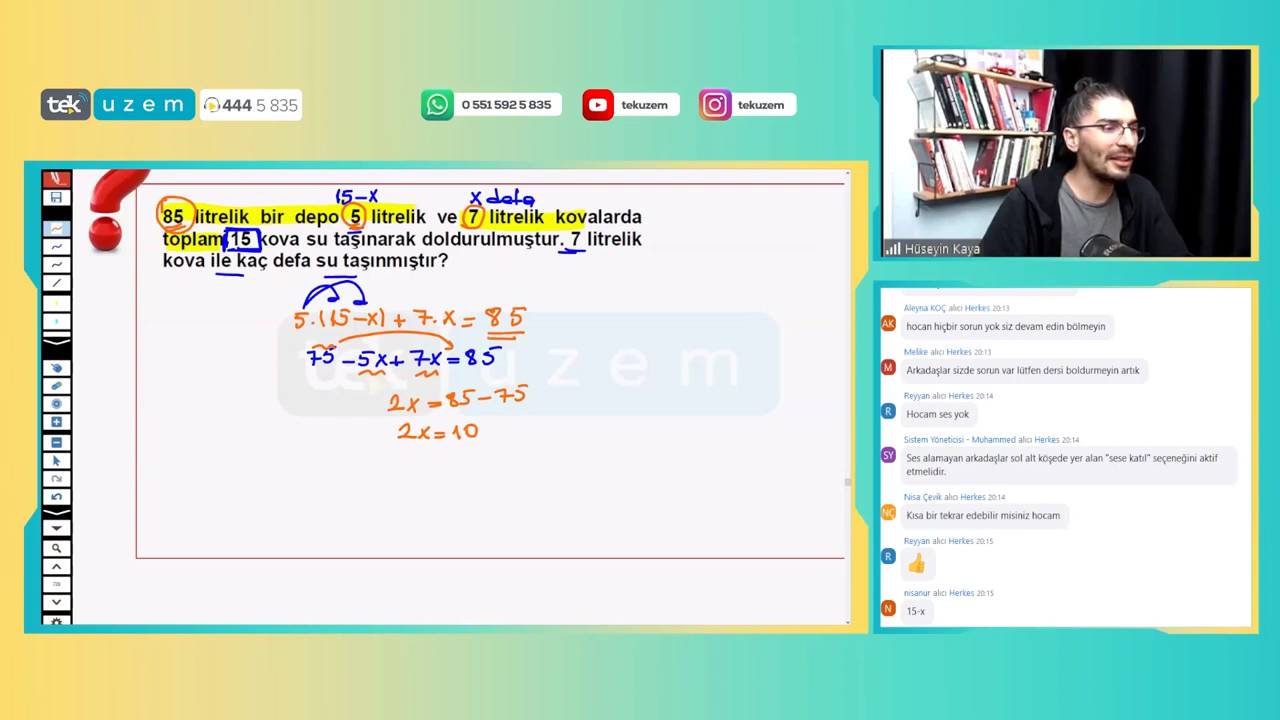 tek uzem 444 5 835
0 551 592 5 835
tekuzem
tekuzem
15-x x defa
85 litrelik bir depo 5 litrelik ve 7 litrelik kovalarda
toplam 15 kova su taşınarak doldurulmuştur. 7 litrelik
kova ile kaç defa su taşınmıştır?
5.(15-x) + 7.x = 85
75 - 5x + 7x = 85
2x = 85 - 75
2x = 10
tek uzem
Hüseyin Kaya
Aleyna KOÇ alıcı Herkes 20:13
AK hocan hiçbir sorun yok siz devam edin bölmeyin
Melike alıcı Herkes 20:13
M Arkadaşlar sizde sorun var lütfen dersi boldurmeyin artık
Reyyan alıcı Herkes 20:14
R Hocam ses yok
Sistem Yöneticisi - Muhammed alıcı Herkes 20:14
SY Ses alamayan arkadaşlar sol alt köşede yer alan "sese katıl" seçeneğini aktif
etmelidir.
Nisa Çevik alıcı Herkes 20:14
NÇ Kısa bir tekrar edebilir misiniz hocam
Reyyan alıcı Herkes 20:15
R 👍
nisanur alıcı Herkes 20:15
N 15-x